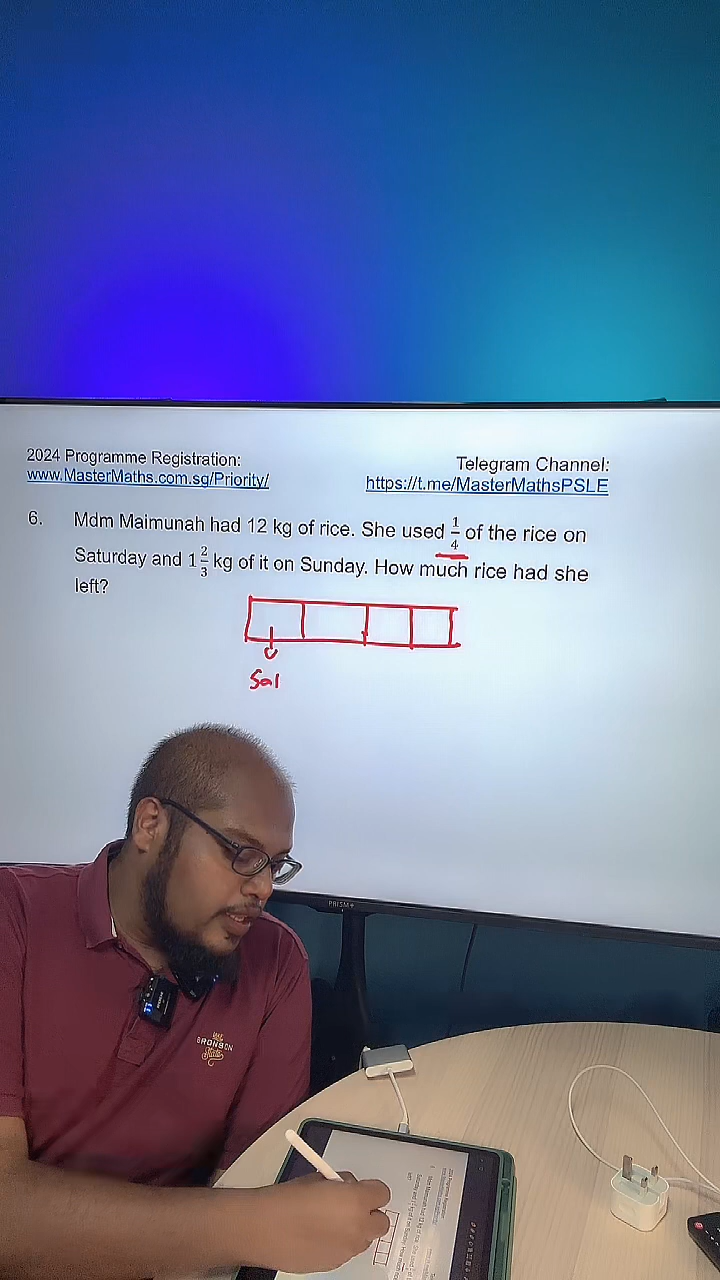 2024 Programme Registration:
www.MasterMaths.com.sg/Priority/
Telegram Channel:
https://t.me/MasterMathsPSLE
6. Mdm Maimunah had 12 kg of rice. She used 1/4 of the rice on
Saturday and 1 2/3 kg of it on Sunday. How much rice had she
left?
Sal
PRISM+
BRONSON